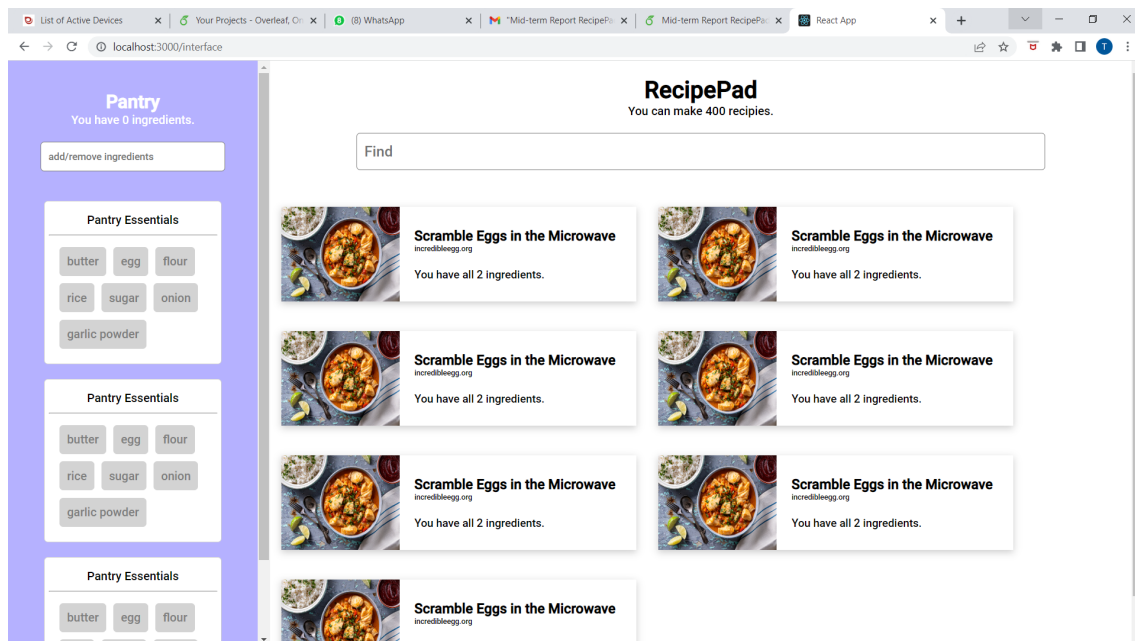 List of Active Devices
Your Projects - Overleaf, On
(8) WhatsApp
"Mid-term Report RecipePa
Mid-term Report RecipePad
React App
localhost:3000/interface
T
Pantry
You have 0 ingredients.
add/remove ingredients
Pantry Essentials
butter egg flour
rice sugar onion
garlic powder
Pantry Essentials
butter egg flour
rice sugar onion
garlic powder
Pantry Essentials
butter egg flour
RecipePad
You can make 400 recipies.
Find
Scramble Eggs in the Microwave
incredibleegg.org
You have all 2 ingredients.
Scramble Eggs in the Microwave
incredibleegg.org
You have all 2 ingredients.
Scramble Eggs in the Microwave
incredibleegg.org
You have all 2 ingredients.
Scramble Eggs in the Microwave
incredibleegg.org
You have all 2 ingredients.
Scramble Eggs in the Microwave
incredibleegg.org
You have all 2 ingredients.
Scramble Eggs in the Microwave
incredibleegg.org
You have all 2 ingredients.
Scramble Eggs in the Microwave
incredibleegg.org